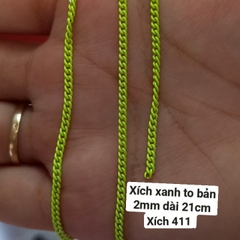 Xích xanh to bản
2mm dài 21cm
Xích 411